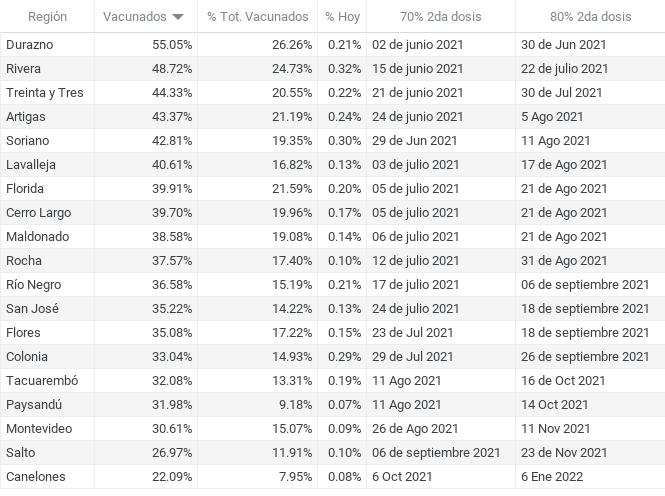 Región Vacunados % Tot. Vacunados % Hoy 70% 2da dosis 80% 2da dosis
Durazno 55.05% 26.26% 0.21% 02 de junio 2021 30 de Jun 2021
Rivera 48.72% 24.73% 0.32% 15 de junio 2021 22 de julio 2021
Treinta y Tres 44.33% 20.55% 0.22% 21 de junio 2021 30 de Jul 2021
Artigas 43.37% 21.19% 0.24% 24 de junio 2021 5 Ago 2021
Soriano 42.81% 19.35% 0.30% 29 de Jun 2021 11 Ago 2021
Lavalleja 40.61% 16.82% 0.13% 03 de julio 2021 17 de Ago 2021
Florida 39.91% 21.59% 0.20% 05 de julio 2021 21 de Ago 2021
Cerro Largo 39.70% 19.96% 0.17% 05 de julio 2021 21 de Ago 2021
Maldonado 38.58% 19.08% 0.14% 06 de julio 2021 21 de Ago 2021
Rocha 37.57% 17.40% 0.10% 12 de julio 2021 31 de Ago 2021
Río Negro 36.58% 15.19% 0.21% 17 de julio 2021 06 de septiembre 2021
San José 35.22% 14.22% 0.13% 24 de julio 2021 18 de septiembre 2021
Flores 35.08% 17.22% 0.15% 23 de Jul 2021 18 de septiembre 2021
Colonia 33.04% 14.93% 0.29% 29 de Jul 2021 26 de septiembre 2021
Tacuarembó 32.08% 13.31% 0.19% 11 Ago 2021 16 de Oct 2021
Paysandú 31.98% 9.18% 0.07% 11 Ago 2021 14 Oct 2021
Montevideo 30.61% 15.07% 0.09% 26 de Ago 2021 11 Nov 2021
Salto 26.97% 11.91% 0.10% 06 de septiembre 2021 23 de Nov 2021
Canelones 22.09% 7.95% 0.08% 6 Oct 2021 6 Ene 2022